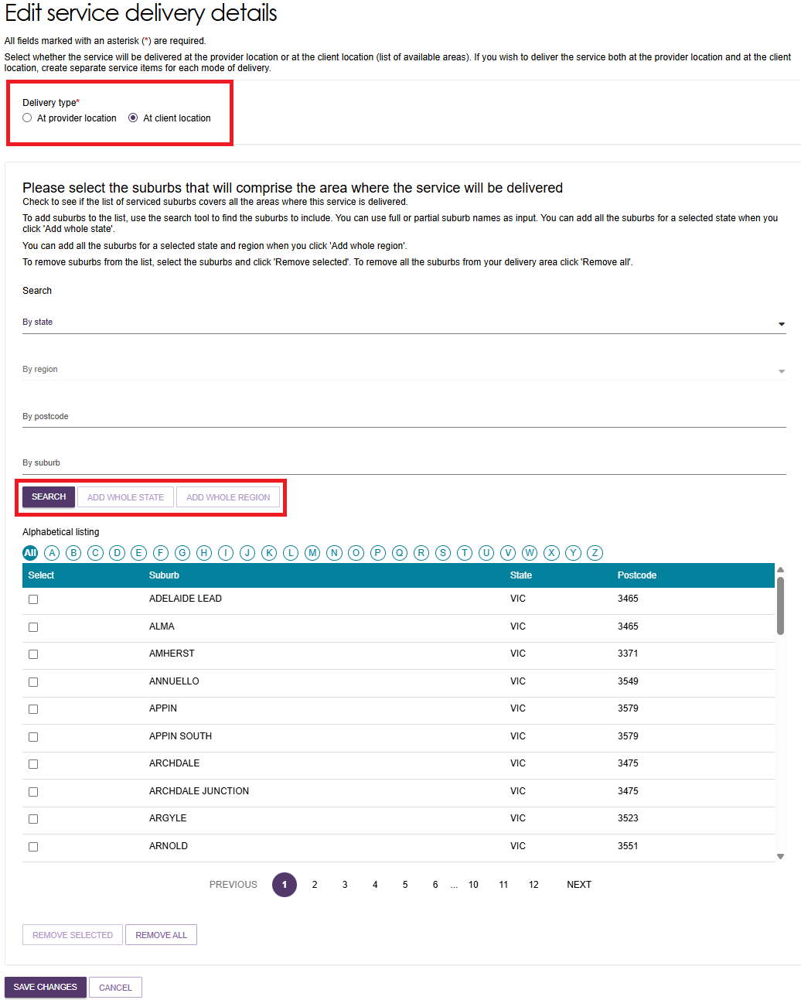 Edit service delivery details
All fields marked with an asterisk (*) are required.
Select whether the service will be delivered at the provider location or at the client location (list of available areas). If you wish to deliver the service both at the provider location and at the client
location, create separate service items for each mode of delivery.
Delivery type*
At provider location At client location
Please select the suburbs that will comprise the area where the service will be delivered
Check to see if the list of serviced suburbs covers all the areas where this service is delivered.
To add suburbs to the list, use the search tool to find the suburbs to include. You can use full or partial suburb names as input. You can add all the suburbs for a selected state when you
click 'Add whole state'.
You can add all the suburbs for a selected state and region when you click 'Add whole region'.
To remove suburbs from the list, select the suburbs and click 'Remove selected'. To remove all the suburbs from your delivery area click 'Remove all'.
Search
By state
By region
By postcode
By suburb
SEARCH ADD WHOLE STATE ADD WHOLE REGION
Alphabetical listing
All A B C D E F G H I J K L M N O P Q R S T U V W X Y Z
Select Suburb State Postcode
ADELAIDE LEAD VIC 3465
ALMA VIC 3465
AMHERST VIC 3371
ANNUELLO VIC 3549
APPIN VIC 3579
APPIN SOUTH VIC 3579
ARCHDALE VIC 3475
ARCHDALE JUNCTION VIC 3475
ARGYLE VIC 3523
ARNOLD VIC 3551
PREVIOUS 1 2 3 4 5 6 ... 10 11 12 NEXT
REMOVE SELECTED REMOVE ALL
SAVE CHANGES CANCEL